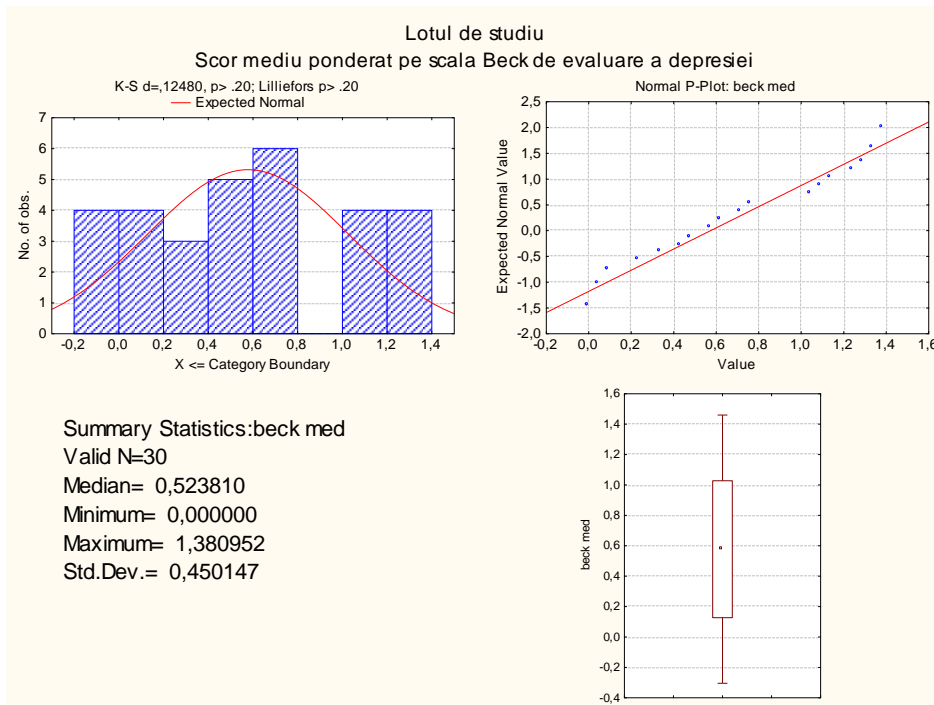 Lotul de studiu
Scor mediu ponderat pe scala Beck de evaluare a depresiei
K-S d=,12480, p> .20; Lilliefors p> .20
Expected Normal
7
6
5
4
3
2
1
0
No. of obs.
-0,2 0,0 0,2 0,4 0,6 0,8 1,0 1,2 1,4
X <= Category Boundary
Normal P-Plot: beck med
2,5
2,0
1,5
1,0
0,5
0,0
-0,5
-1,0
-1,5
-2,0
Expected Normal Value
-0,2 0,0 0,2 0,4 0,6 0,8 1,0 1,2 1,4 1,6
Value
Summary Statistics:beck med
Valid N=30
Median= 0,523810
Minimum= 0,000000
Maximum= 1,380952
Std.Dev.= 0,450147
1,6
1,4
1,2
1,0
0,8
0,6
0,4
0,2
0,0
-0,2
-0,4
beck med